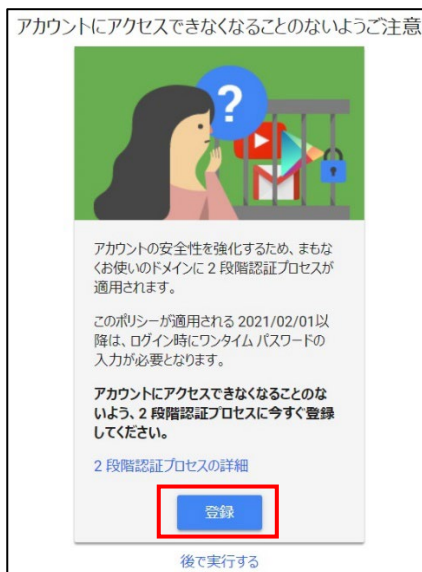 アカウントにアクセスできなくなることのないようご注意
?
アカウントの安全性を強化するため、まもな
くお使いのドメインに 2 段階認証プロセスが
適用されます。
このポリシーが適用される 2021/02/01以
降は、ログイン時にワンタイム パスワードの
入力が必要となります。
アカウントにアクセスできなくなることのな
いよう、2 段階認証プロセスに今すぐ登録
してください。
2 段階認証プロセスの詳細
登録
後で実行する